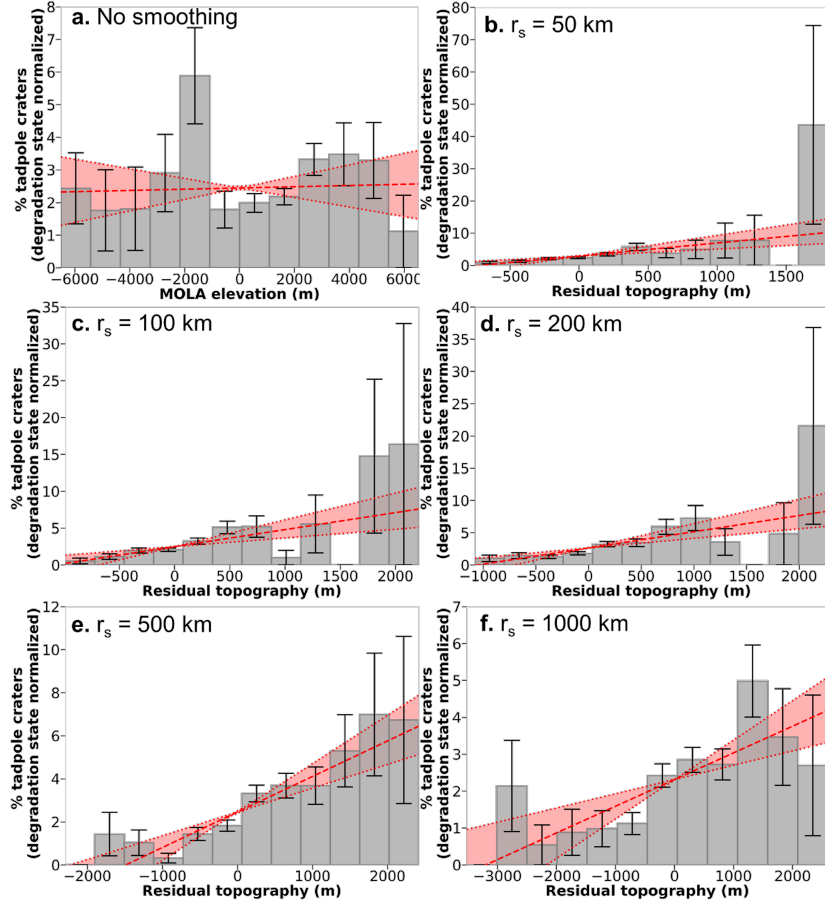 a. No smoothing
% tadpole craters
(degradation state normalized)
8
7
6
5
4
3
2
1
0
−6000 −4000 −2000 0 2000 4000 6000
MOLA elevation (m)
b. rs = 50 km
% tadpole craters
(degradation state normalized)
80
70
60
50
40
30
20
10
0
−500 0 500 1000 1500
Residual topography (m)
c. rs = 100 km
% tadpole craters
(degradation state normalized)
35
30
25
20
15
10
5
0
−500 0 500 1000 1500 2000
Residual topography (m)
d. rs = 200 km
% tadpole craters
(degradation state normalized)
40
35
30
25
20
15
10
5
0
−1000 −500 0 500 1000 1500 2000
Residual topography (m)
e. rs = 500 km
% tadpole craters
(degradation state normalized)
12
10
8
6
4
2
0
−2000 −1000 0 1000 2000
Residual topography (m)
f. rs = 1000 km
% tadpole craters
(degradation state normalized)
7
6
5
4
3
2
1
0
−3000 −2000 −1000 0 1000 2000
Residual topography (m)